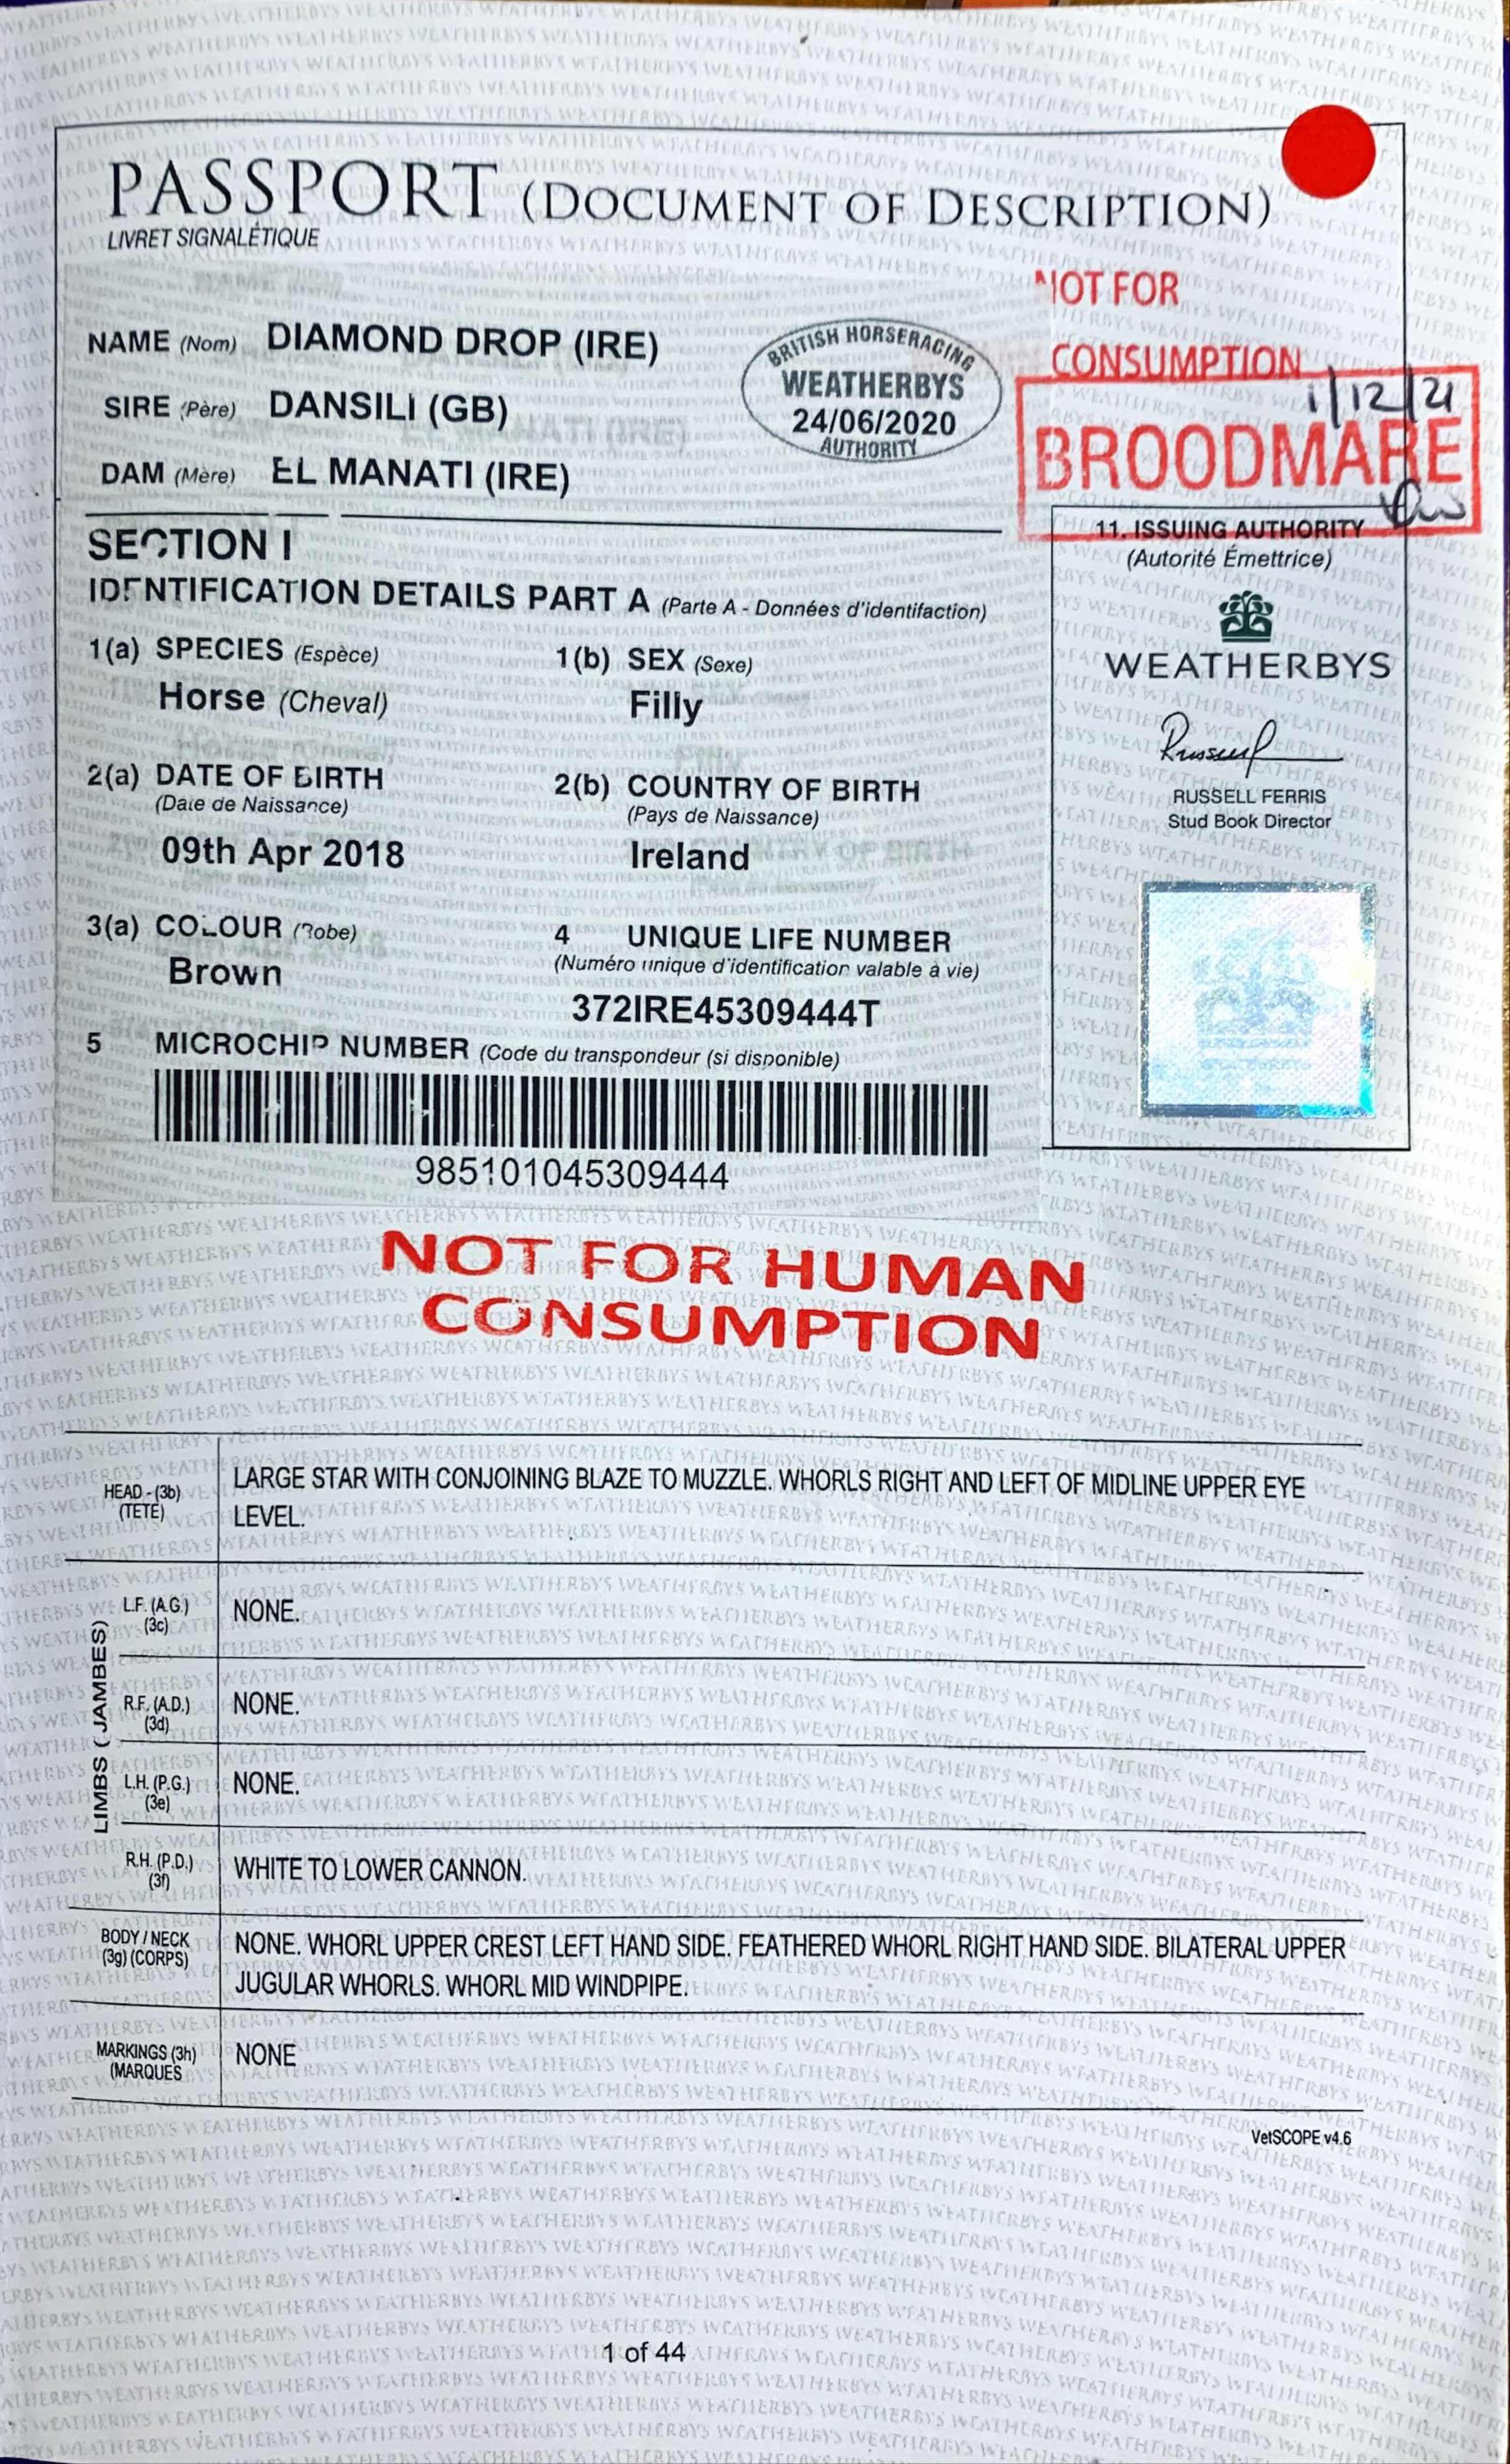 PASSPORT (DOCUMENT OF DESCRIPTION)
LIVRET SIGNALÉTIQUE
NOT FOR
CONSUMPTION
NAME (Nom) DIAMOND DROP (IRE)
SIRE (Père) DANSILI (GB)
DAM (Mère) EL MANATI (IRE)
BRITISH HORSERACING
WEATHERBYS
24/06/2020
AUTHORITY
1/12/21
BROODMARE
SECTION I
IDENTIFICATION DETAILS PART A (Parte A - Données d'identifaction)
1(a) SPECIES (Espèce)
Horse (Cheval)
1(b) SEX (Sexe)
Filly
2(a) DATE OF BIRTH
(Date de Naissance)
09th Apr 2018
2(b) COUNTRY OF BIRTH
(Pays de Naissance)
Ireland
3(a) COLOUR (Robe)
Brown
4 UNIQUE LIFE NUMBER
(Numéro unique d'identification valable à vie)
372IRE45309444T
5 MICROCHIP NUMBER (Code du transpondeur (si disponible)
985101045309444
11. ISSUING AUTHORITY
(Autorité Émettrice)
WEATHERBYS
RUSSELL FERRIS
Stud Book Director
NOT FOR HUMAN
CONSUMPTION
HEAD - (3b)
(TETE)
LARGE STAR WITH CONJOINING BLAZE TO MUZZLE. WHORLS RIGHT AND LEFT OF MIDLINE UPPER EYE
LEVEL.
LIMBS ( JAMBES)
L.F. (A.G.)
(3c)
NONE.
R.F. (A.D.)
(3d)
NONE.
L.H. (P.G.)
(3e)
NONE.
R.H. (P.D.)
(3f)
WHITE TO LOWER CANNON.
BODY / NECK
(3g) (CORPS)
NONE. WHORL UPPER CREST LEFT HAND SIDE. FEATHERED WHORL RIGHT HAND SIDE. BILATERAL UPPER
JUGULAR WHORLS. WHORL MID WINDPIPE.
MARKINGS (3h)
(MARQUES
NONE
VetSCOPE v4.6
1 of 44